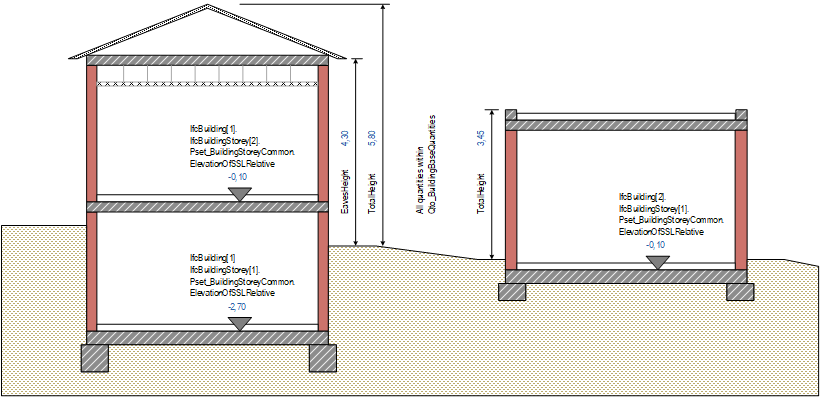 IfcBuilding[1].
IfcBuildingStorey[2].
Pset_BuildingStoreyCommon.
ElevationOfSSLRelative
-0,10
IfcBuilding[1]
IfcBuildingStorey[1].
Pset_BuildingStoreyCommon.
ElevationOfSSLRelative
-2,70
EavesHeight 4,30
TotalHeight 5,80
All quantities within
Qto_BuildingBaseQuantities
TotalHeight 3,45
IfcBuilding[2].
IfcBuildingStorey[1].
Pset_BuildingStoreyCommon.
ElevationOfSSLRelative
-0,10